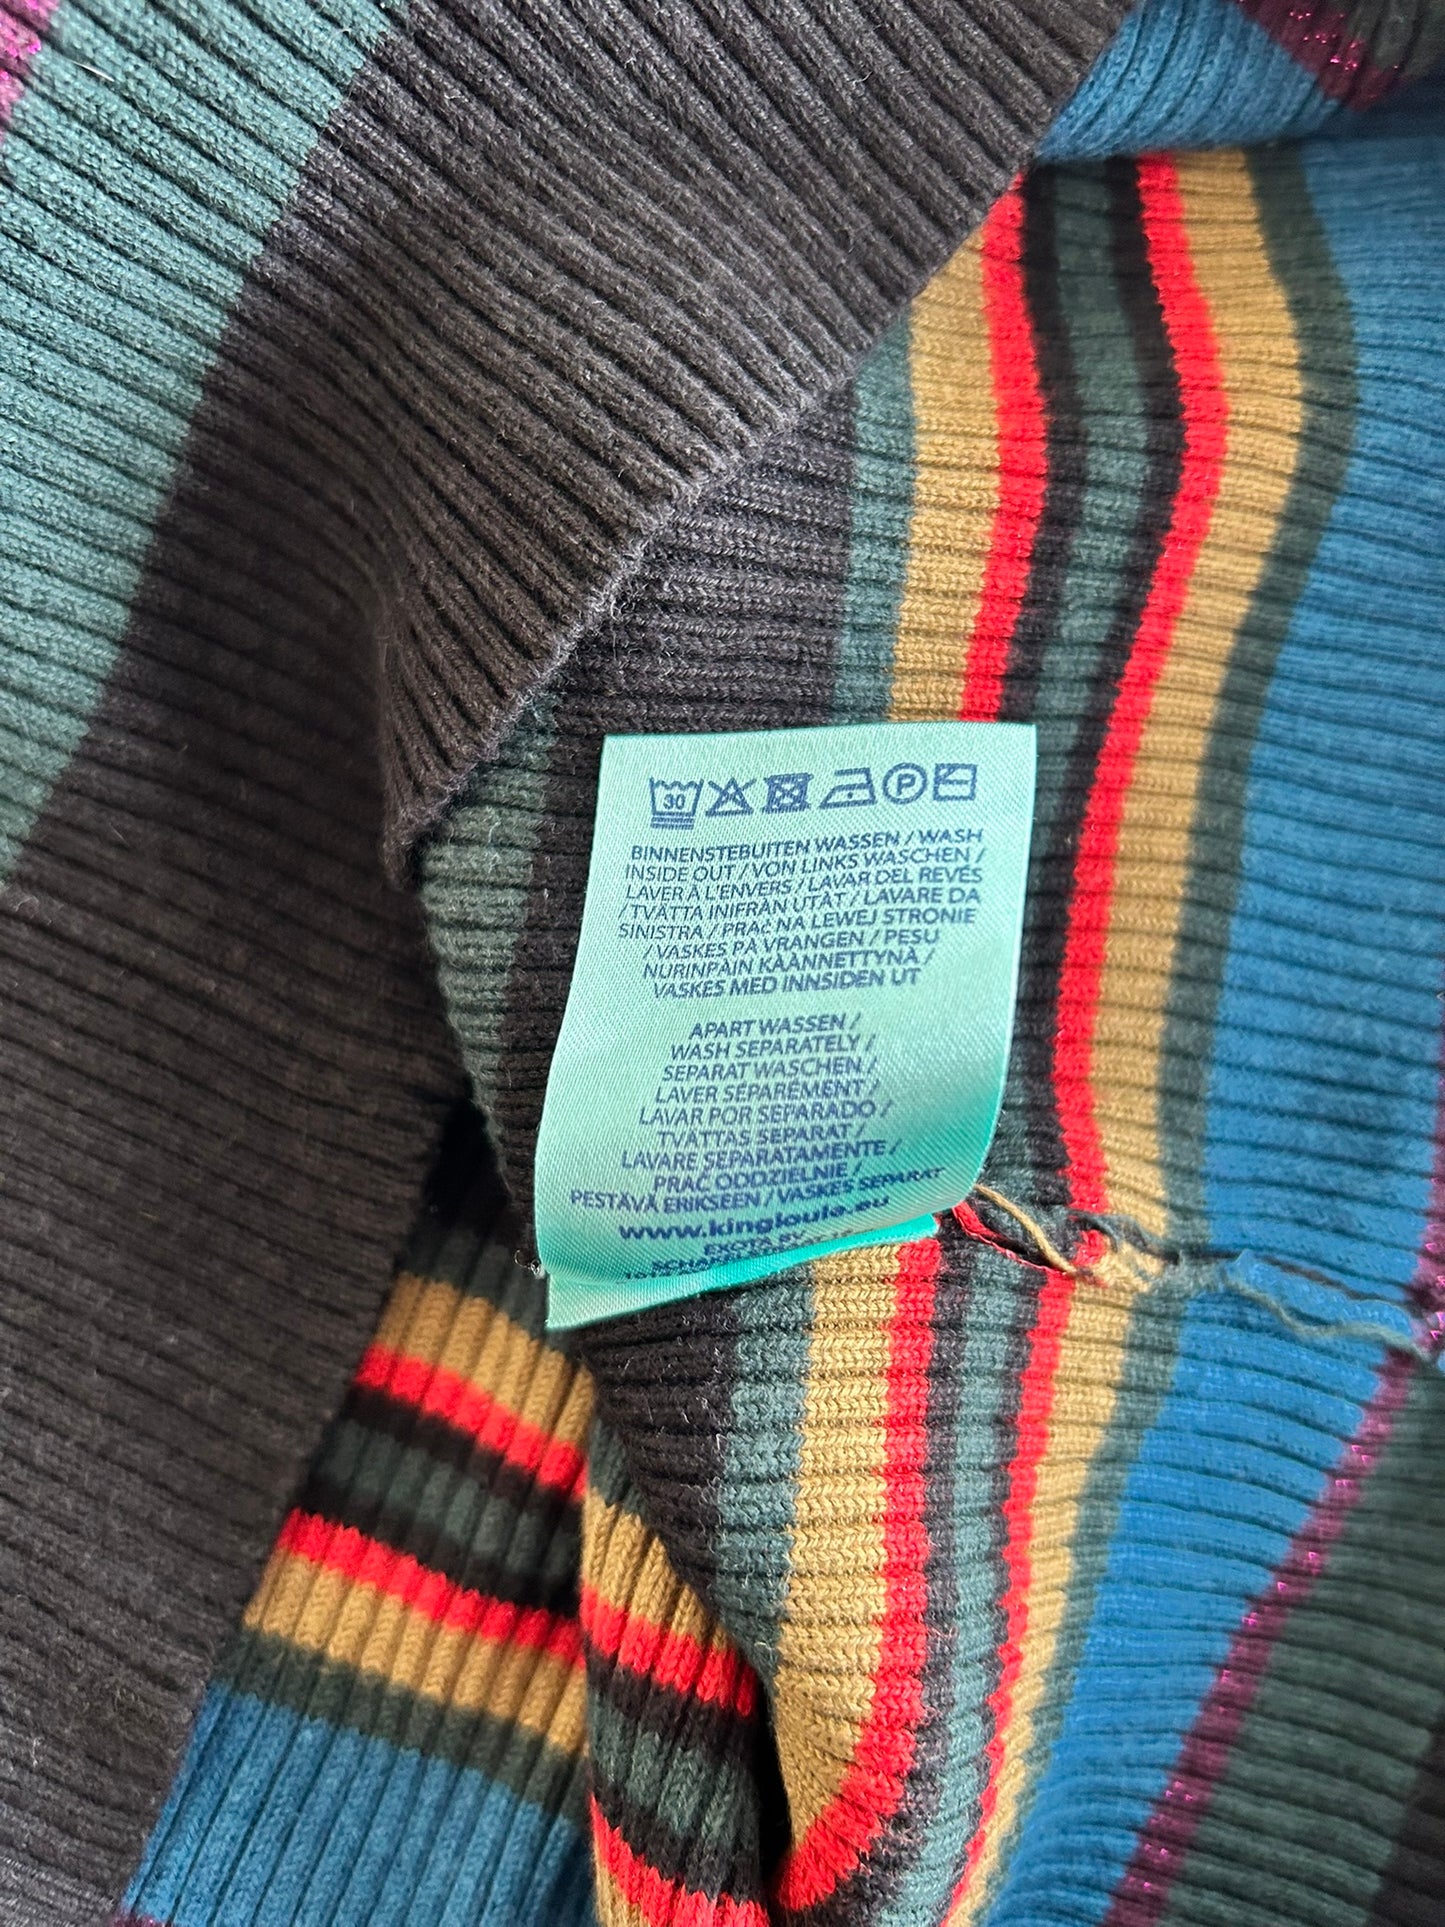 30 P
BINNENSTEBUITEN WASSEN / WASH
INSIDE OUT / VON LINKS WASCHEN /
LAVER À L'ENVERS / LAVAR DEL REVÉS
/ TVÄTTA INIFRÅN UTÅT / LAVARE DA
SINISTRA / PRAĆ NA LEWEJ STRONIE
/ VASKES PÅ VRANGEN / PESU
NURINPÄIN KÄÄNNETTYNÄ /
VASKES MED INNSIDEN UT
APART WASSEN /
WASH SEPARATELY /
SEPARAT WASCHEN /
LAVER SÉPARÉMENT /
LAVAR POR SEPARADO /
TVÄTTAS SEPARAT /
LAVARE SEPARATAMENTE /
PRAĆ ODDZIELNIE /
PESTÄVÄ ERIKSEEN / VASKES SEPARAT
www.kinglouie.eu
EXOTA BY